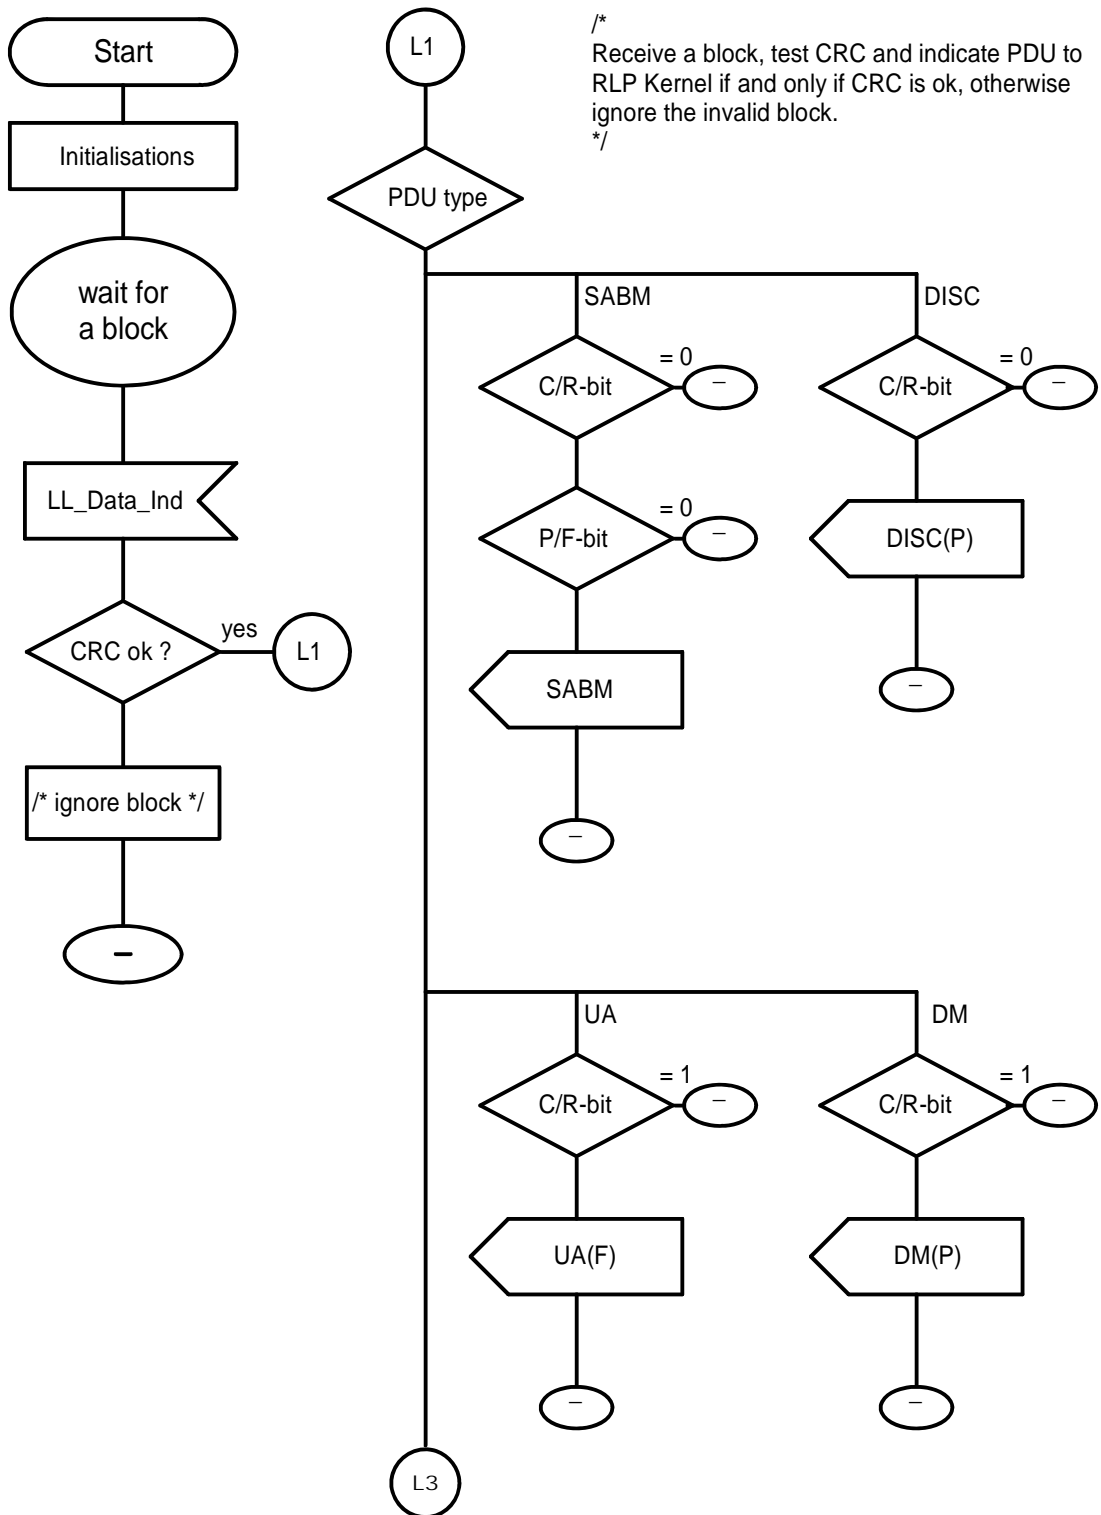 Start
Initialisations
wait for
a block
LL_Data_Ind
CRC ok ?
yes
L1
/* ignore block */
–
L1
/*
Receive a block, test CRC and indicate PDU to
RLP Kernel if and only if CRC is ok, otherwise
ignore the invalid block.
*/
PDU type
SABM
C/R-bit
= 0
–
P/F-bit
= 0
–
SABM
–
DISC
C/R-bit
= 0
–
DISC(P)
–
UA
C/R-bit
= 1
–
UA(F)
–
DM
C/R-bit
= 1
–
DM(P)
–
L3